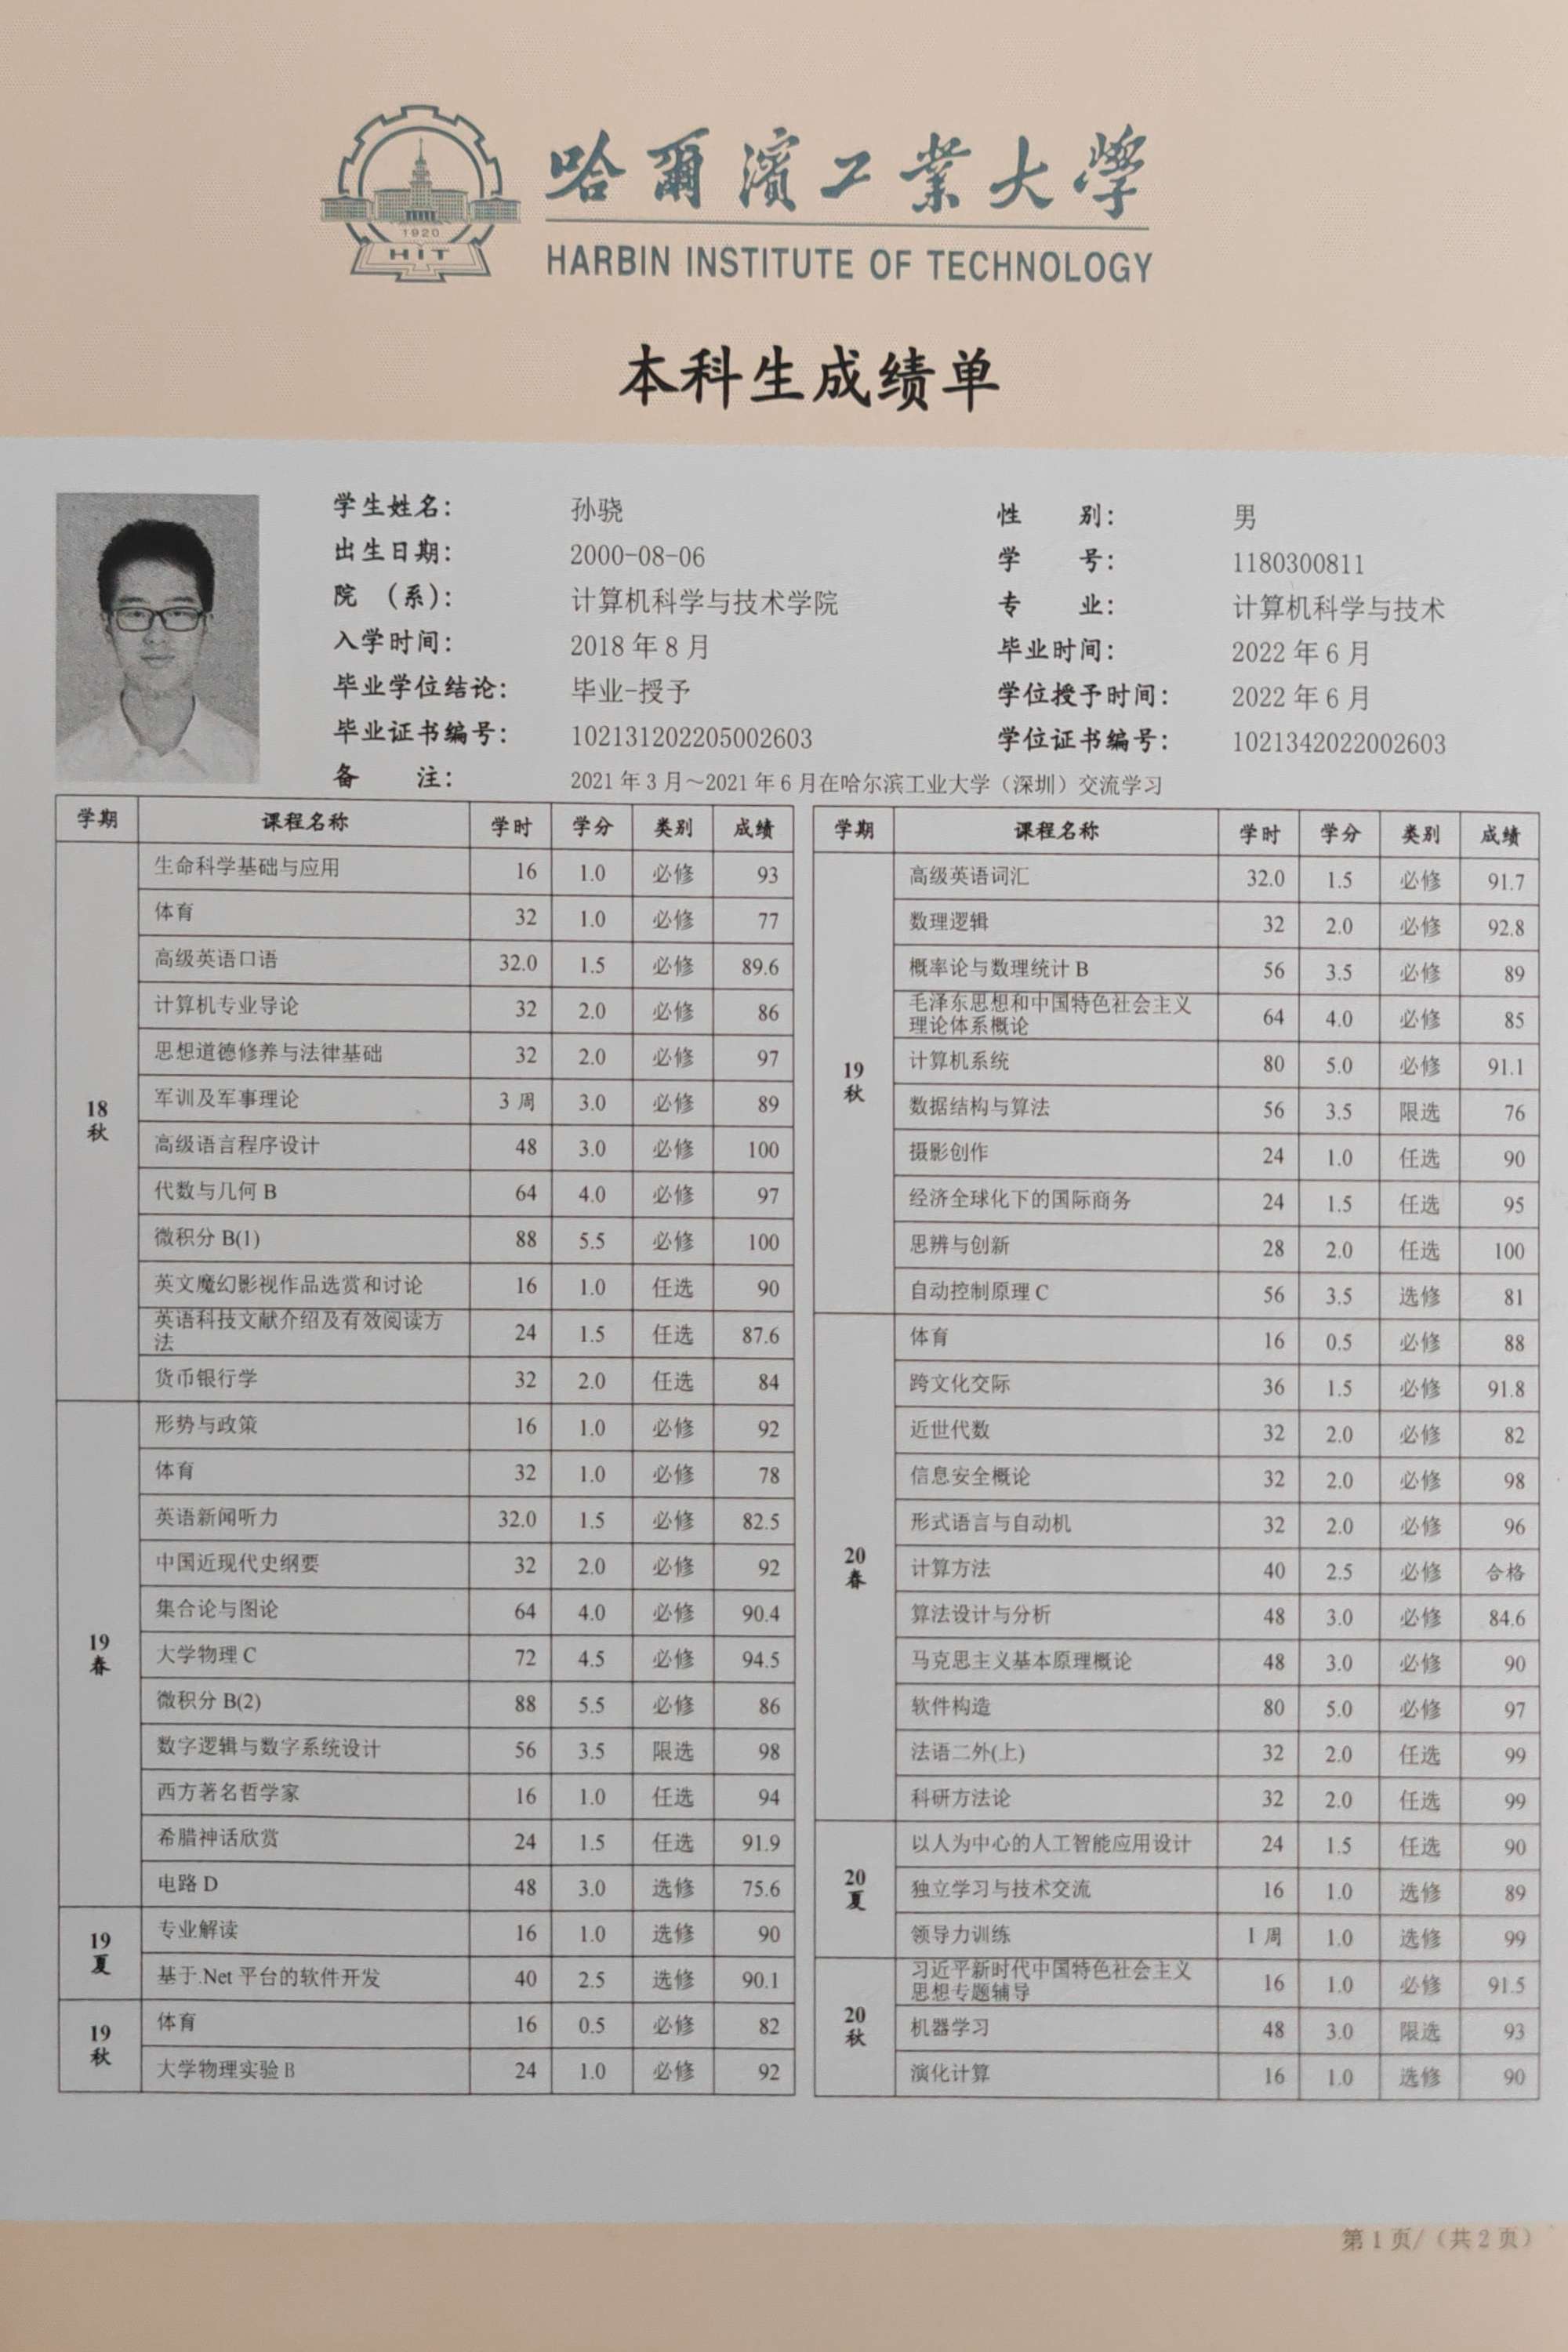 哈爾濱工業大學
1920
HIT
HARBIN INSTITUTE OF TECHNOLOGY
本科生成绩单
学生姓名： 孙骁 性 别： 男
出生日期： 2000-08-06 学 号： 1180300811
院 （系）： 计算机科学与技术学院 专 业： 计算机科学与技术
入学时间： 2018 年 8 月 毕业时间： 2022 年 6 月
毕业学位结论： 毕业-授予 学位授予时间： 2022 年 6 月
毕业证书编号： 102131202205002603 学位证书编号： 1021342022002603
备 注： 2021 年 3 月～2021 年 6 月在哈尔滨工业大学（深圳）交流学习
学期 课程名称 学时 学分 类别 成绩
18秋
生命科学基础与应用 16 1.0 必修 93
体育 32 1.0 必修 77
高级英语口语 32.0 1.5 必修 89.6
计算机专业导论 32 2.0 必修 86
思想道德修养与法律基础 32 2.0 必修 97
军训及军事理论 3 周 3.0 必修 89
高级语言程序设计 48 3.0 必修 100
代数与几何 B 64 4.0 必修 97
微积分 B(1) 88 5.5 必修 100
英文魔幻影视作品选赏和讨论 16 1.0 任选 90
英语科技文献介绍及有效阅读方法 24 1.5 任选 87.6
货币银行学 32 2.0 任选 84
19春
形势与政策 16 1.0 必修 92
体育 32 1.0 必修 78
英语新闻听力 32.0 1.5 必修 82.5
中国近现代史纲要 32 2.0 必修 92
集合论与图论 64 4.0 必修 90.4
大学物理 C 72 4.5 必修 94.5
微积分 B(2) 88 5.5 必修 86
数字逻辑与数字系统设计 56 3.5 限选 98
西方著名哲学家 16 1.0 任选 94
希腊神话欣赏 24 1.5 任选 91.9
电路 D 48 3.0 选修 75.6
19夏
专业解读 16 1.0 选修 90
基于.Net 平台的软件开发 40 2.5 选修 90.1
19秋
体育 16 0.5 必修 82
大学物理实验 B 24 1.0 必修 92
学期 课程名称 学时 学分 类别 成绩
19秋
高级英语词汇 32.0 1.5 必修 91.7
数理逻辑 32 2.0 必修 92.8
概率论与数理统计 B 56 3.5 必修 89
毛泽东思想和中国特色社会主义理论体系概论 64 4.0 必修 85
计算机系统 80 5.0 必修 91.1
数据结构与算法 56 3.5 限选 76
摄影创作 24 1.0 任选 90
经济全球化下的国际商务 24 1.5 任选 95
思辨与创新 28 2.0 任选 100
自动控制原理 C 56 3.5 选修 81
20春
体育 16 0.5 必修 88
跨文化交际 36 1.5 必修 91.8
近世代数 32 2.0 必修 82
信息安全概论 32 2.0 必修 98
形式语言与自动机 32 2.0 必修 96
计算方法 40 2.5 必修 合格
算法设计与分析 48 3.0 必修 84.6
马克思主义基本原理概论 48 3.0 必修 90
软件构造 80 5.0 必修 97
法语二外(上) 32 2.0 任选 99
科研方法论 32 2.0 任选 99
20夏
以人为中心的人工智能应用设计 24 1.5 任选 90
独立学习与技术交流 16 1.0 选修 89
领导力训练 1 周 1.0 选修 99
20秋
习近平新时代中国特色社会主义思想专题辅导 16 1.0 必修 91.5
机器学习 48 3.0 限选 93
演化计算 16 1.0 选修 90
第 1 页/（共 2 页）